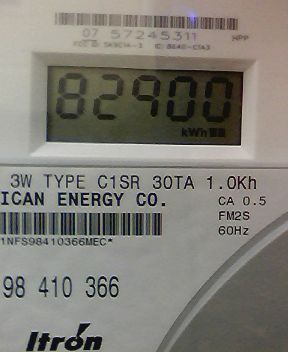 07 57245311 HPP
82900
kWh
3W TYPE C1SR 30TA 1.0Kh
ICAN ENERGY CO. CA 0.5
FM2S
1NFS98410366MEC* 60Hz
98 410 366
Itron